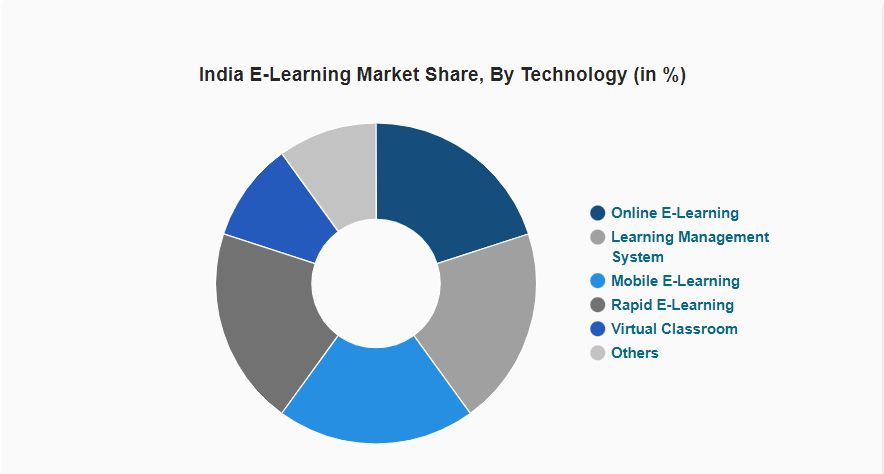 India E-Learning Market Share, By Technology (in %)
Online E-Learning
Learning Management
System
Mobile E-Learning
Rapid E-Learning
Virtual Classroom
Others